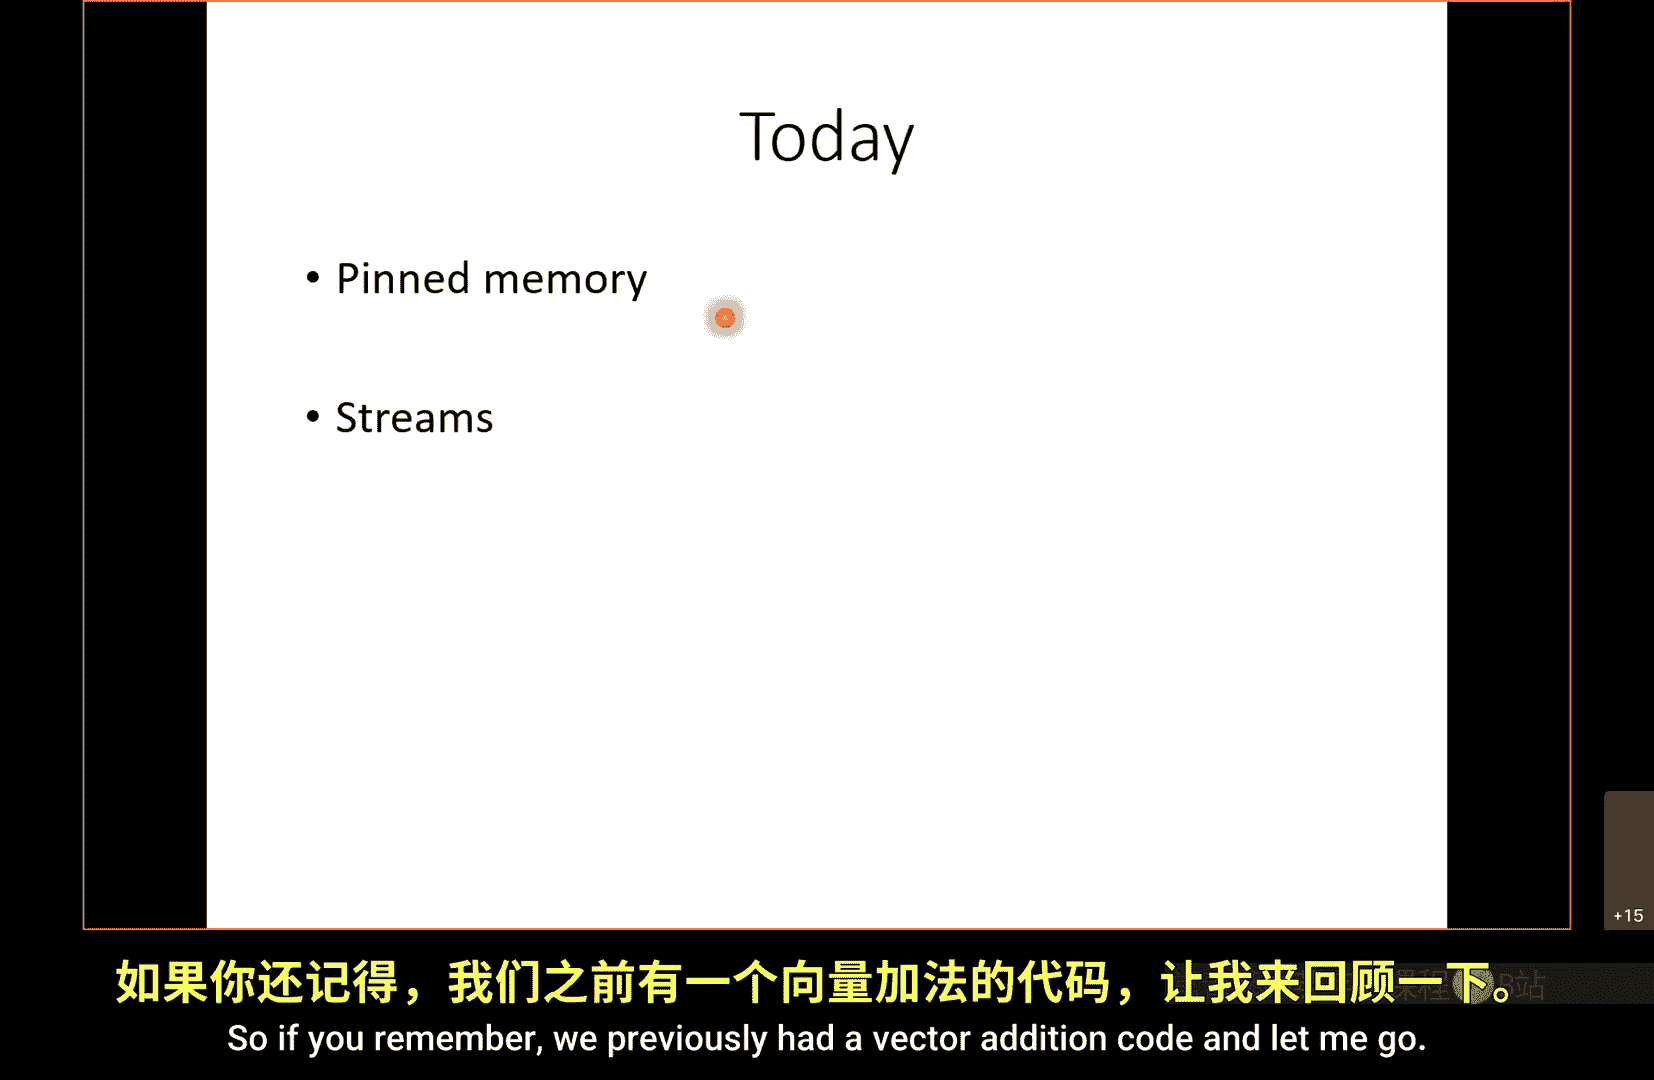 Today
• Pinned memory
• Streams
+15
如果你还记得，我们之前有一个向量加法的代码，让我来回顾一下。
So if you remember, we previously had a vector addition code and let me go.